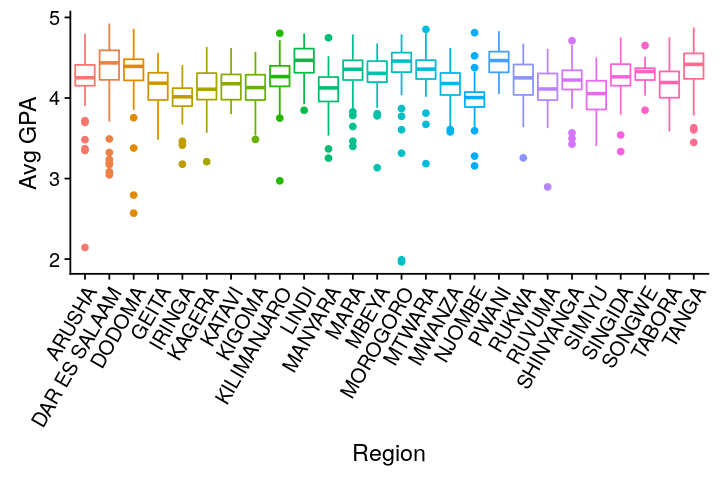 Avg GPA
5
4
3
2
ARUSHA
DAR ES SALAAM
DODOMA
GEITA
IRINGA
KAGERA
KATAVI
KIGOMA
KILIMANJARO
LINDI
MANYARA
MARA
MBEYA
MOROGORO
MTWARA
MWANZA
NJOMBE
PWANI
RUKWA
RUVUMA
SHINYANGA
SIMIYU
SINGIDA
SONGWE
TABORA
TANGA
Region